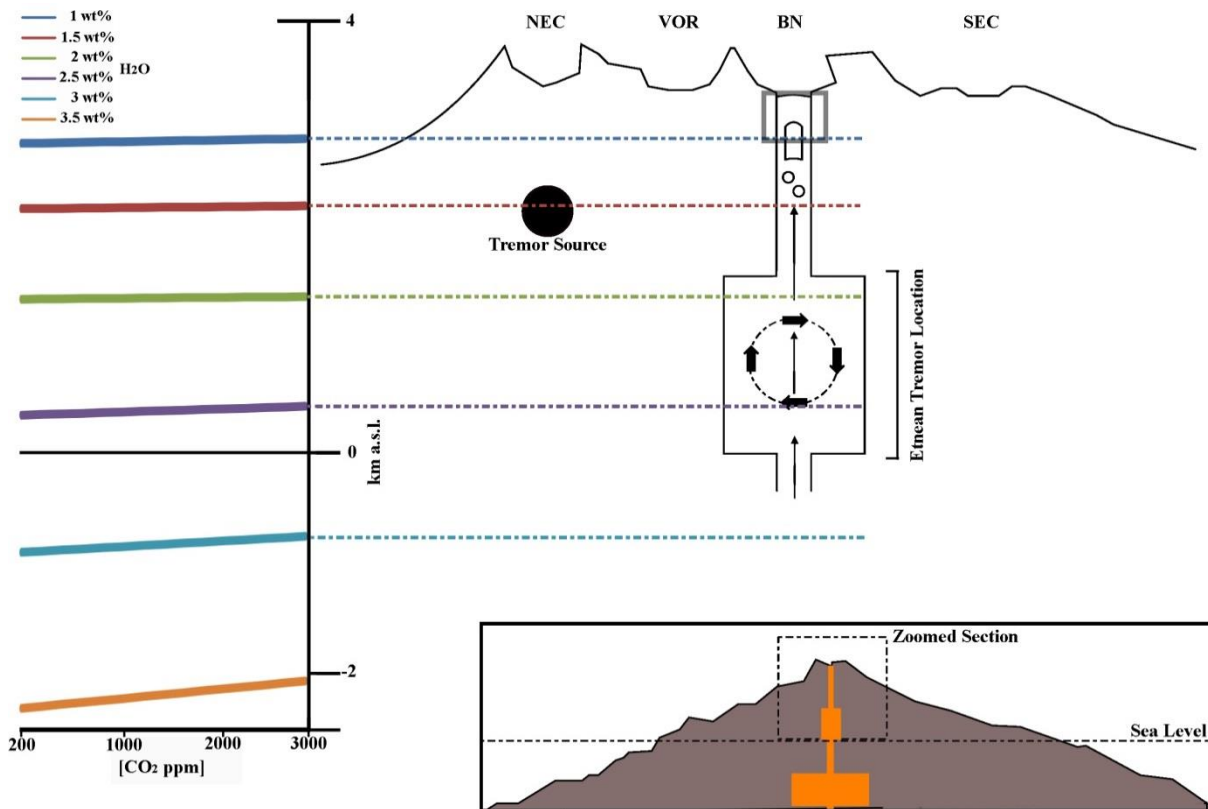 1 wt%
1.5 wt%
2 wt%
2.5 wt%
3 wt%
3.5 wt%
H2O
4
0
-2
km a.s.l.
200
1000
2000
3000
[CO2 ppm]
NEC
VOR
BN
SEC
Tremor Source
Etnean Tremor Location
Zoomed Section
Sea Level